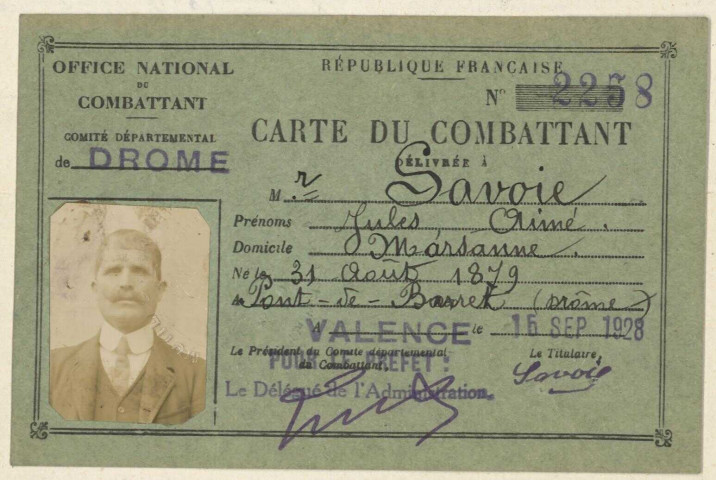 OFFICE NATIONAL
DU
COMBATTANT
COMITÉ DÉPARTEMENTAL
de DROME
RÉPUBLIQUE FRANÇAISE
N° 2258
CARTE DU COMBATTANT
DÉLIVRÉE À
M r Savoie
Prénoms Jules Aimé.
Domicile Marsanne.
Né le 31 Août 1879
à Pont-de-Barret (Drôme)
A VALENCE le 15 SEP 1928
Le Président du Comité départemental
du Combattant,
POUR LE PREFET:
Le Délégué de l'Administration.
Le Titulaire,
Savoie